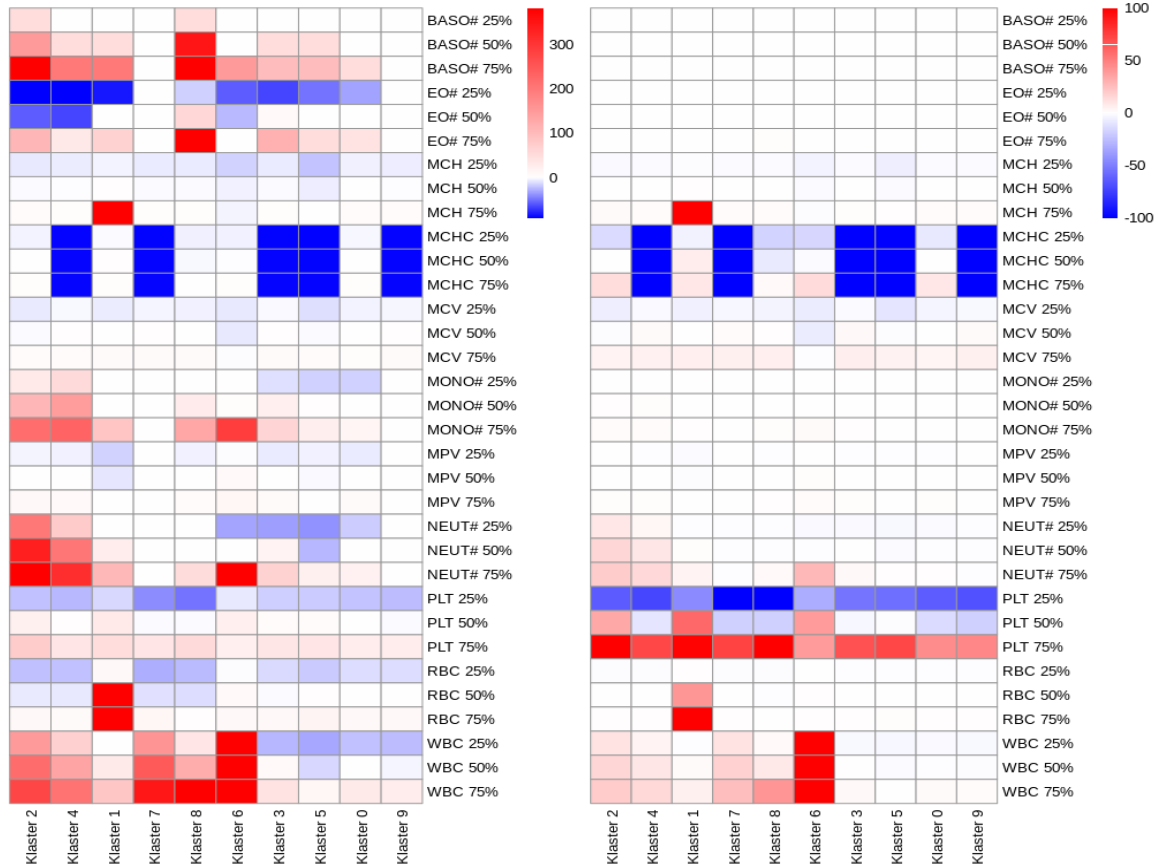 BASO# 25%
BASO# 50%
BASO# 75%
EO# 25%
EO# 50%
EO# 75%
MCH 25%
MCH 50%
MCH 75%
MCHC 25%
MCHC 50%
MCHC 75%
MCV 25%
MCV 50%
MCV 75%
MONO# 25%
MONO# 50%
MONO# 75%
MPV 25%
MPV 50%
MPV 75%
NEUT# 25%
NEUT# 50%
NEUT# 75%
PLT 25%
PLT 50%
PLT 75%
RBC 25%
RBC 50%
RBC 75%
WBC 25%
WBC 50%
WBC 75%
Klaster 2
Klaster 4
Klaster 1
Klaster 7
Klaster 8
Klaster 6
Klaster 3
Klaster 5
Klaster 0
Klaster 9
300
200
100
0
BASO# 25%
BASO# 50%
BASO# 75%
EO# 25%
EO# 50%
EO# 75%
MCH 25%
MCH 50%
MCH 75%
MCHC 25%
MCHC 50%
MCHC 75%
MCV 25%
MCV 50%
MCV 75%
MONO# 25%
MONO# 50%
MONO# 75%
MPV 25%
MPV 50%
MPV 75%
NEUT# 25%
NEUT# 50%
NEUT# 75%
PLT 25%
PLT 50%
PLT 75%
RBC 25%
RBC 50%
RBC 75%
WBC 25%
WBC 50%
WBC 75%
Klaster 2
Klaster 4
Klaster 1
Klaster 7
Klaster 8
Klaster 6
Klaster 3
Klaster 5
Klaster 0
Klaster 9
100
50
0
-50
-100